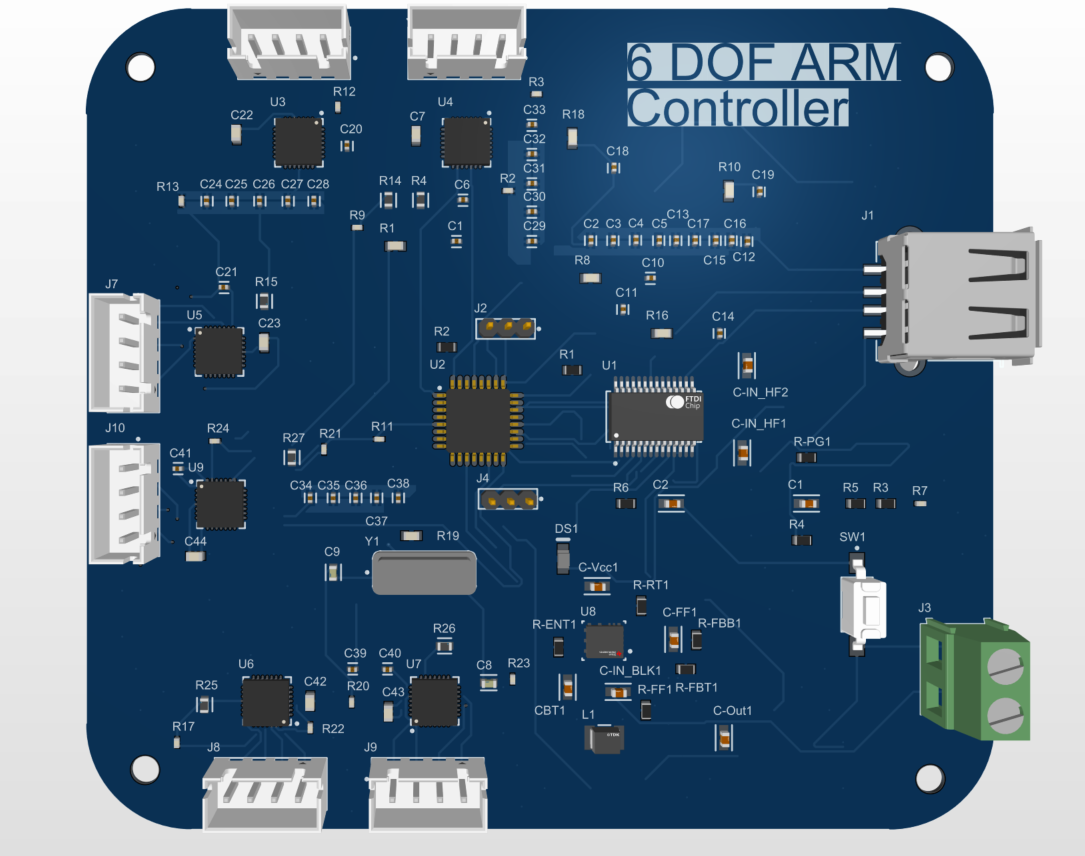 6 DOF ARM
Controller
R12
R3
U3
U4
C22
C20
C7
C33
R18
C32
C18
C31
R10
C19
R13
C24
C25
C26
C27
C28
R14
R4
C6
R2
C30
R9
R1
C1
C29
C2
C3
C4
C5
C13
C17
C16
C15
C12
J1
R8
C10
C21
R15
J7
U5
C23
C11
R16
C14
J2
R2
U2
R1
U1
FTDI
Chip
C-IN_HF2
J10
R24
R27
R21
R11
C-IN_HF1
R-PG1
C41
U9
C34
C35
C36
C38
C37
J4
R6
C2
C1
R5
R3
R7
C44
Y1
R19
DS1
R4
SW1
C9
C-Vcc1
R-RT1
J3
R-ENT1
U8
C-FF1
R-FBB1
R26
C39
C40
U7
C8
R23
C-IN_BLK1
R-FF1
R-FBT1
CBT1
U6
R25
C42
R20
C43
R22
R17
L1
C-Out1
J8
J9